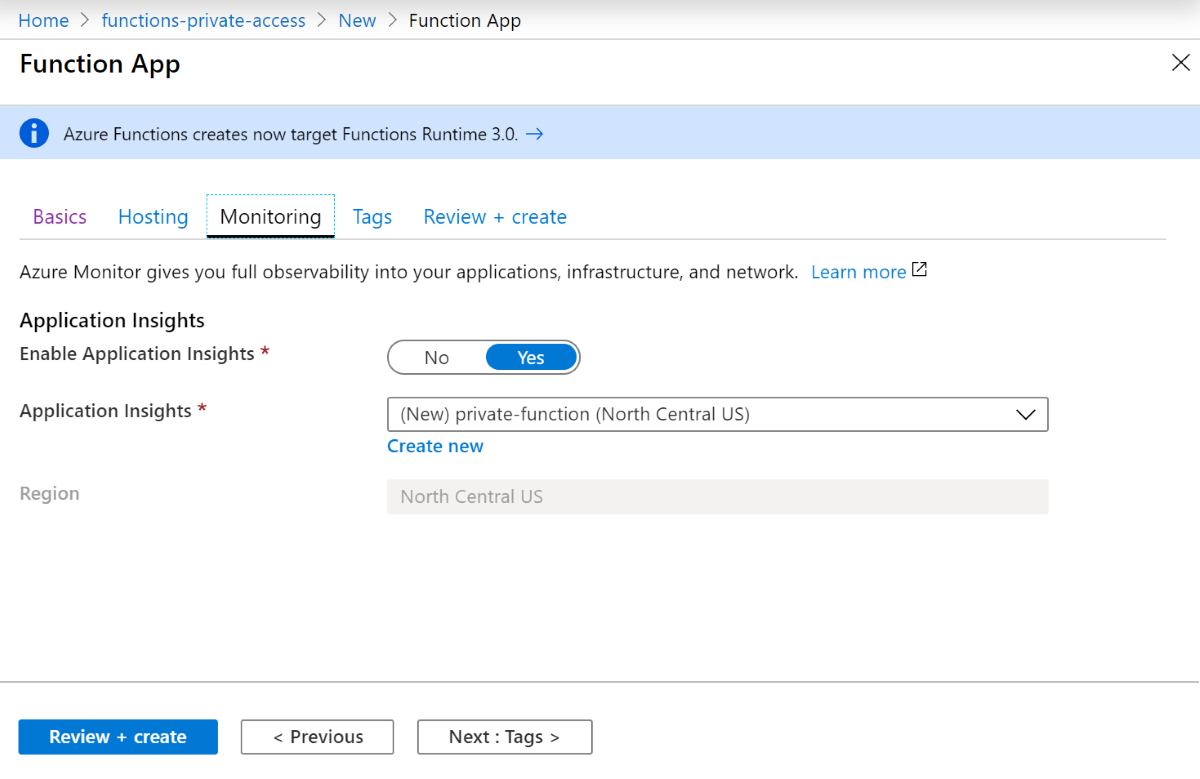 Home > functions-private-access > New > Function App
Function App
Azure Functions creates now target Functions Runtime 3.0. →
Basics Hosting Monitoring Tags Review + create
Azure Monitor gives you full observability into your applications, infrastructure, and network. Learn more
Application Insights
Enable Application Insights * No Yes
Application Insights * (New) private-function (North Central US)
Create new
Region North Central US
Review + create < Previous Next : Tags >